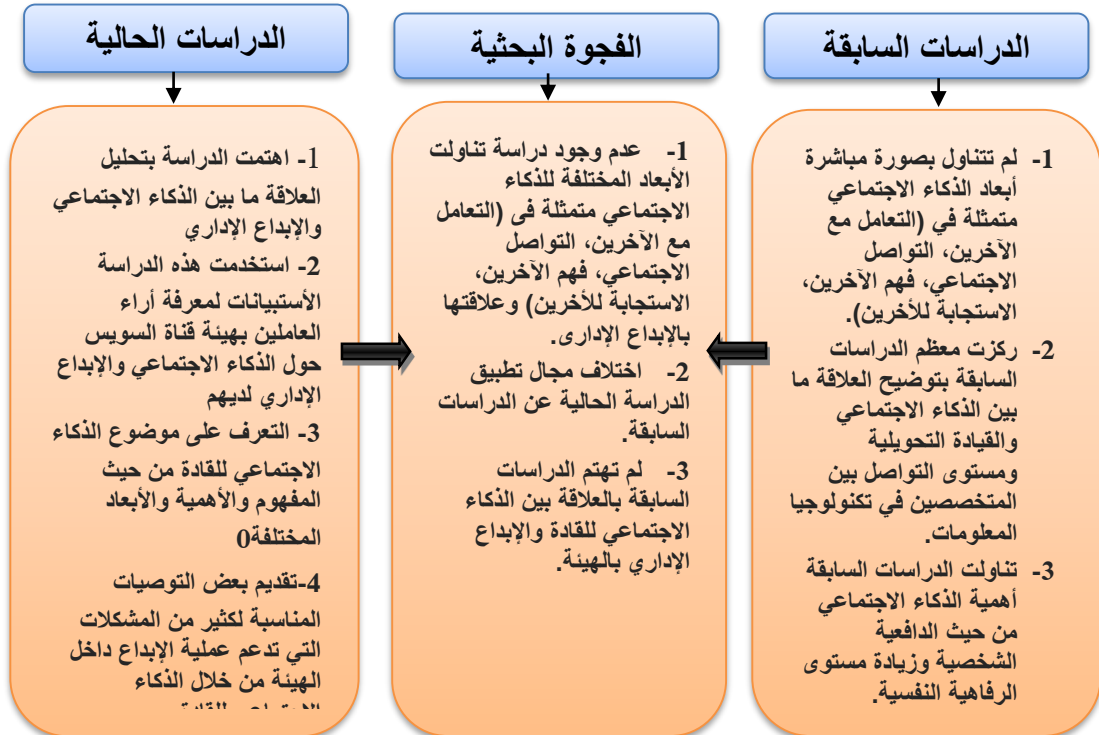 الدراسات السابقة
1- لم تتناول بصورة مباشرة
أبعاد الذكاء الاجتماعي
متمثلة في (التعامل مع
الآخرين، التواصل
الاجتماعي، فهم الآخرين،
الاستجابة للأخرين).
2- ركزت معظم الدراسات
السابقة بتوضيح العلاقة ما
بين الذكاء الاجتماعي
والقيادة التحويلية
ومستوى التواصل بين
المتخصصين في تكنولوجيا
المعلومات.
3- تناولت الدراسات السابقة
أهمية الذكاء الاجتماعي
من حيث الدافعية
الشخصية وزيادة مستوى
الرفاهية النفسية.
الفجوة البحثية
1- عدم وجود دراسة تناولت
الأبعاد المختلفة للذكاء
الاجتماعي متمثلة فى (التعامل
مع الآخرين، التواصل
الاجتماعي، فهم الآخرين،
الاستجابة للأخرين) وعلاقتها
بالإبداع الإدارى.
2- اختلاف مجال تطبيق
الدراسة الحالية عن الدراسات
السابقة.
3- لم تهتم الدراسات
السابقة بالعلاقة بين الذكاء
الاجتماعي للقادة والإبداع
الإداري بالهيئة.
الدراسات الحالية
1- اهتمت الدراسة بتحليل
العلاقة ما بين الذكاء الاجتماعي
والإبداع الإداري
2- استخدمت هذه الدراسة
الأستبيانات لمعرفة أراء
العاملين بهيئة قناة السويس
حول الذكاء الاجتماعي والإبداع
الإداري لديهم
3- التعرف على موضوع الذكاء
الاجتماعي للقادة من حيث
المفهوم والأهمية والأبعاد
المختلفة0
4-تقديم بعض التوصيات
المناسبة لكثير من المشكلات
التي تدعم عملية الإبداع داخل
الهيئة من خلال الذكاء